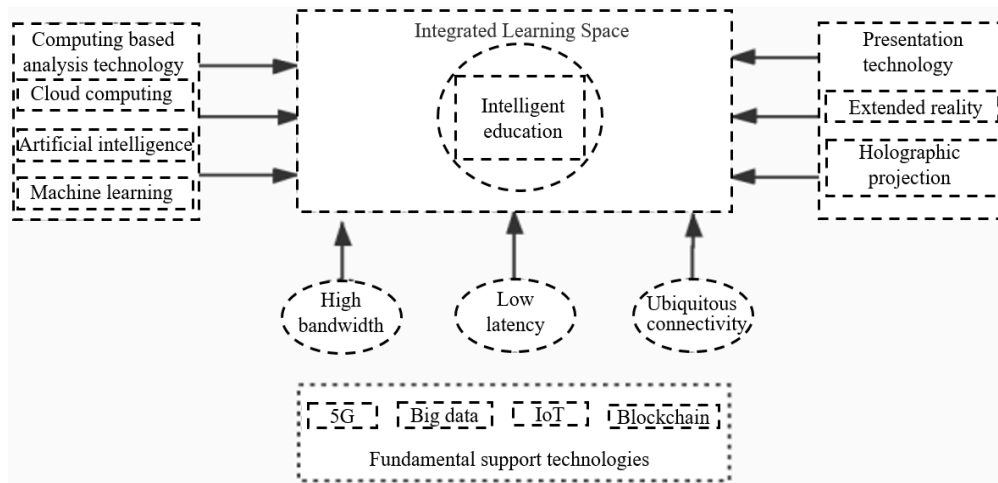 Computing based
analysis technology
Cloud computing
Artificial intelligence
Machine learning
Integrated Learning Space
Intelligent
education
Presentation
technology
Extended reality
Holographic
projection
High
bandwidth
Low
latency
Ubiquitous
connectivity
5G
Big data
IoT
Blockchain
Fundamental support technologies